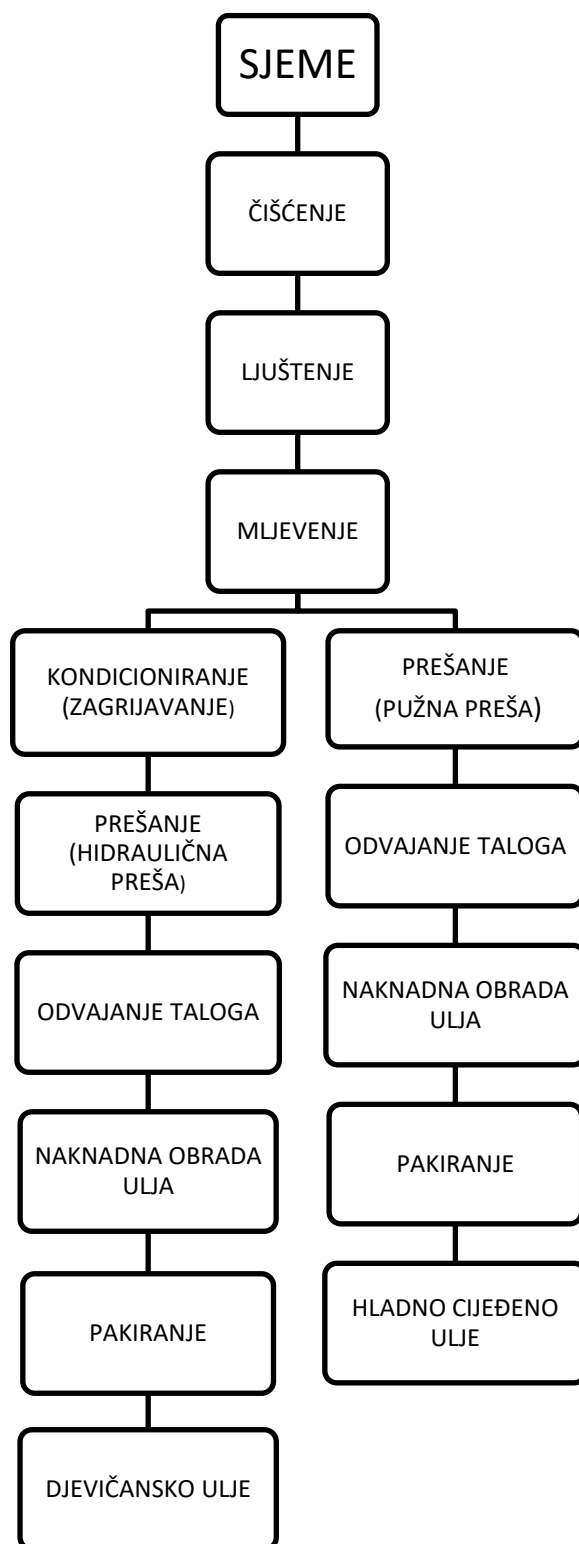 SJEME
ČIŠĆENJE
LJUŠTENJE
MLJEVENJE
KONDICIONIRANJE
(ZAGRIJAVANJE)
PREŠANJE
(HIDRAULIČNA
PREŠA)
ODVAJANJE TALOGA
NAKNADNA OBRADA
ULJA
PAKIRANJE
DJEVIČANSKO ULJE
PREŠANJE
(PUŽNA PREŠA)
ODVAJANJE TALOGA
NAKNADNA OBRADA
ULJA
PAKIRANJE
HLADNO CIJEĐENO
ULJE